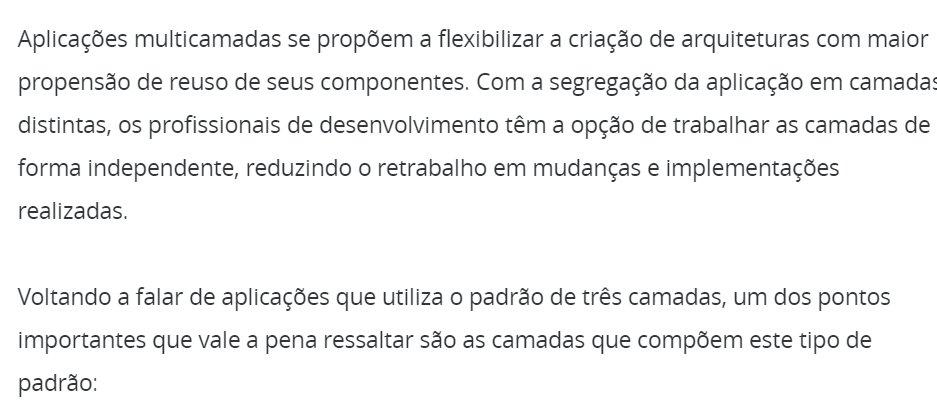 Aplicações multicamadas se propõem a flexibilizar a criação de arquiteturas com maior
propensão de reuso de seus componentes. Com a segregação da aplicação em camadas
distintas, os profissionais de desenvolvimento têm a opção de trabalhar as camadas de
forma independente, reduzindo o retrabalho em mudanças e implementações
realizadas.
Voltando a falar de aplicações que utiliza o padrão de três camadas, um dos pontos
importantes que vale a pena ressaltar são as camadas que compõem este tipo de
padrão: